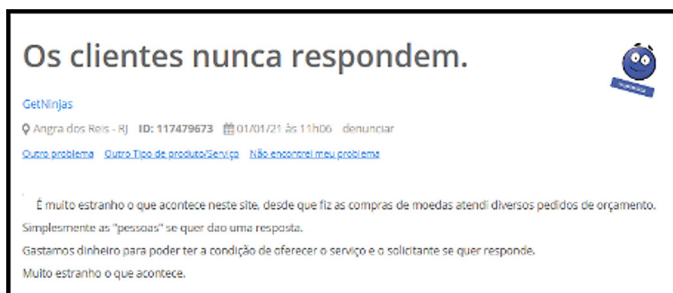 Os clientes nunca respondem.
GetNinjas
Angra dos Reis - RJ ID: 117479673 01/01/21 às 11h06 denunciar
Outro problema Outro Tipo de produto/Serviço Não encontrei meu problema
É muito estranho o que acontece neste site, desde que fiz as compras de moedas atendi diversos pedidos de orçamento.
Simplesmente as "pessoas" se quer dao uma resposta.
Gastamos dinheiro para poder ter a condição de oferecer o serviço e o solicitante se quer responde.
Muito estranho o que acontece.